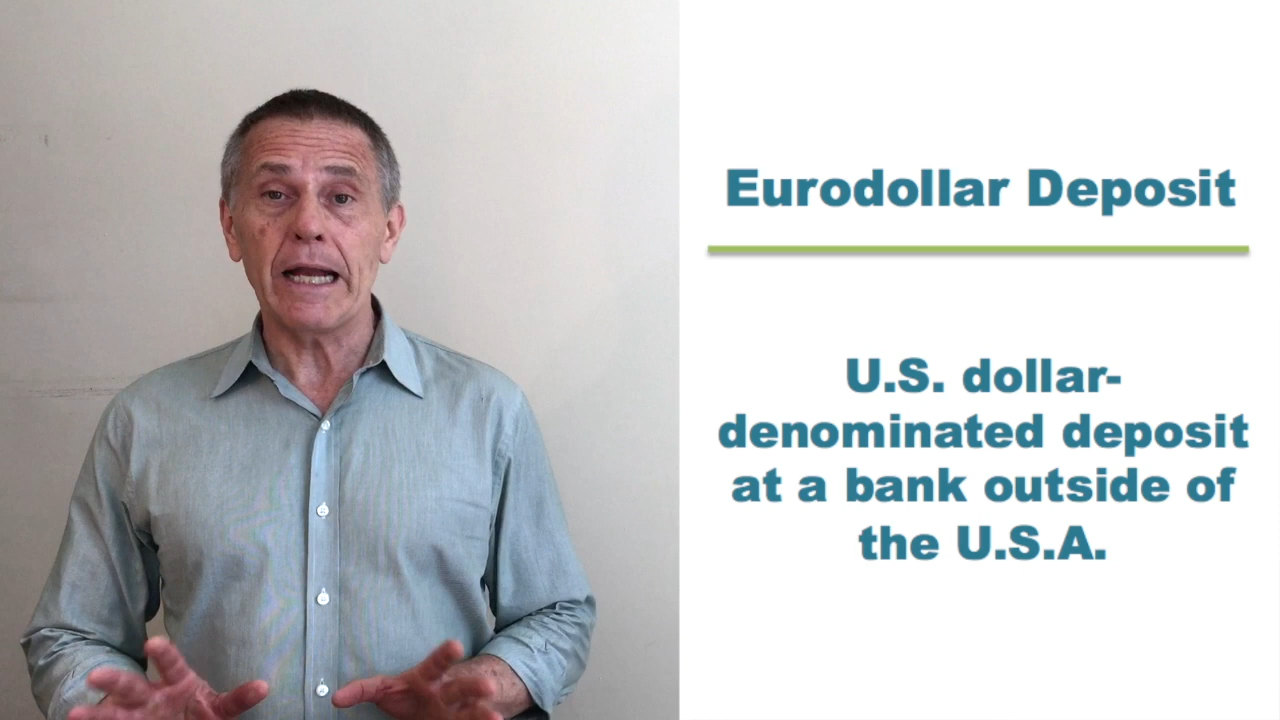 Eurodollar Deposit
U.S. dollar-
denominated deposit
at a bank outside of
the U.S.A.